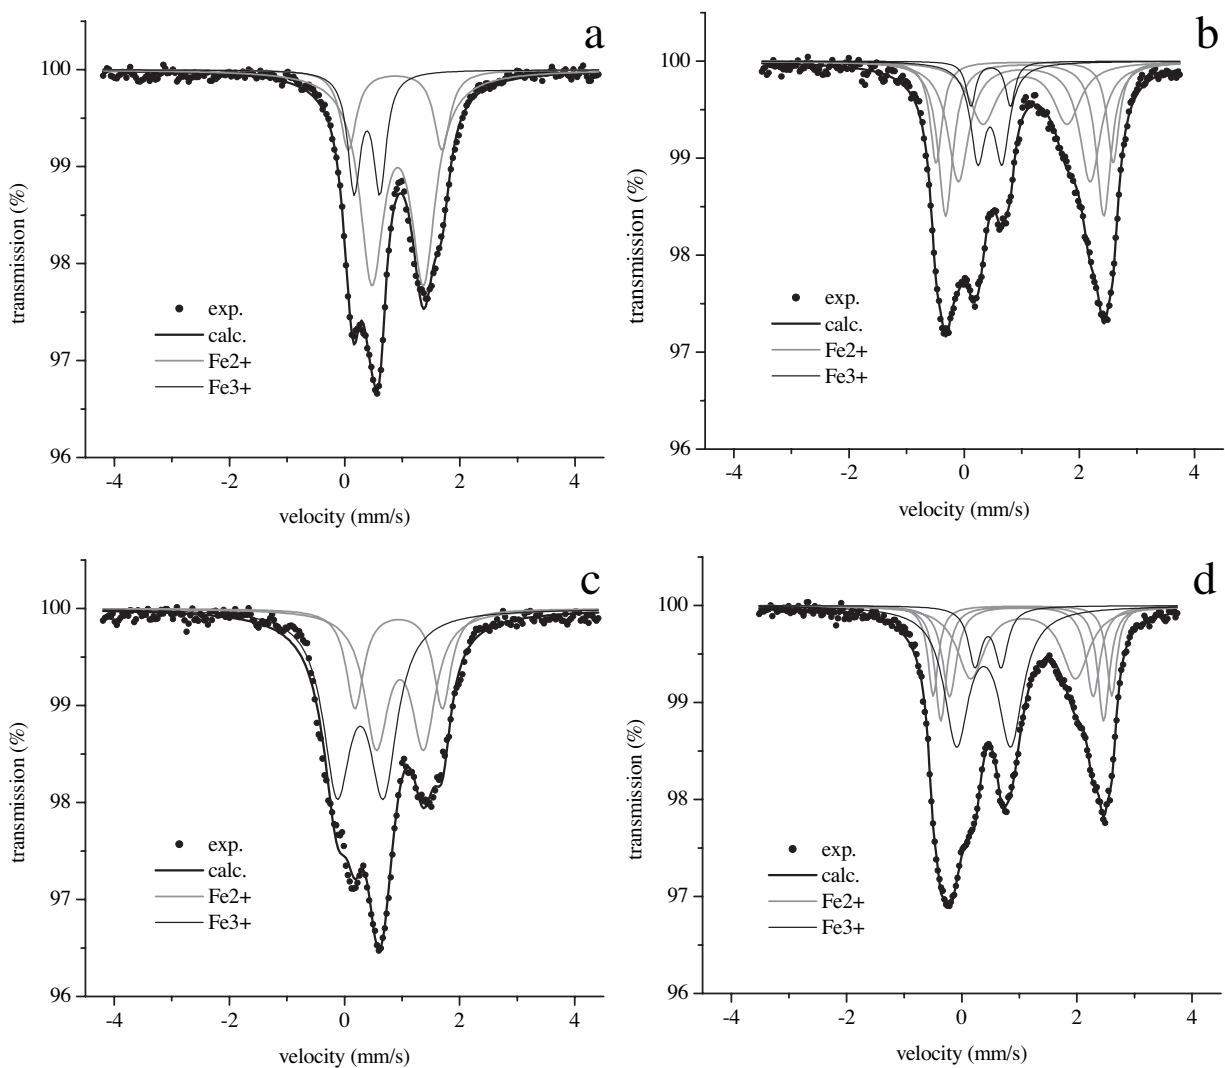 a
100
99
98
97
96
transmission (%)
exp.
calc.
Fe2+
Fe3+
-4 -2 0 2 4
velocity (mm/s)
b
100
99
98
97
96
transmission (%)
exp.
calc.
Fe2+
Fe3+
-4 -2 0 2 4
velocity (mm/s)
c
100
99
98
97
96
transmission (%)
exp.
calc.
Fe2+
Fe3+
-4 -2 0 2 4
velocity (mm/s)
d
100
99
98
97
96
transmission (%)
exp.
calc.
Fe2+
Fe3+
-4 -2 0 2 4
velocity (mm/s)